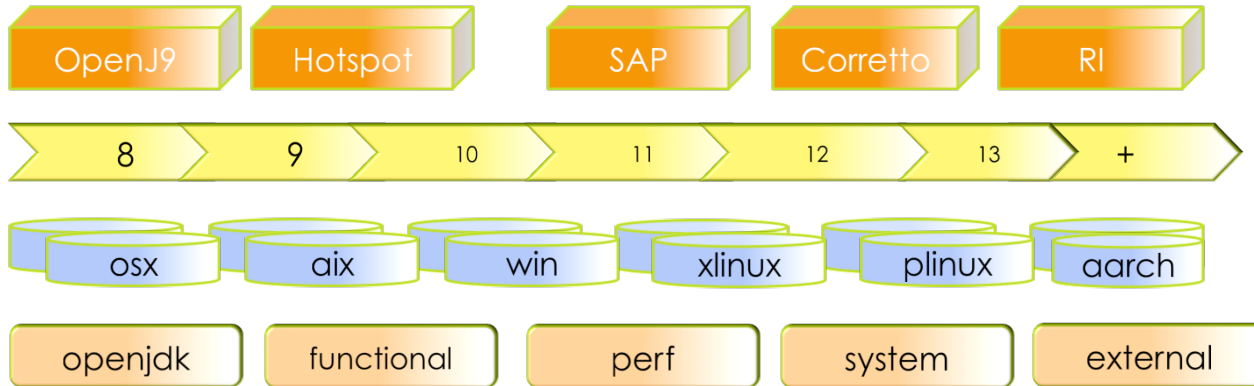 OpenJ9 Hotspot SAP Corretto RI
8 9 10 11 12 13 +
osx aix win xlinux plinux aarch
openjdk functional perf system external